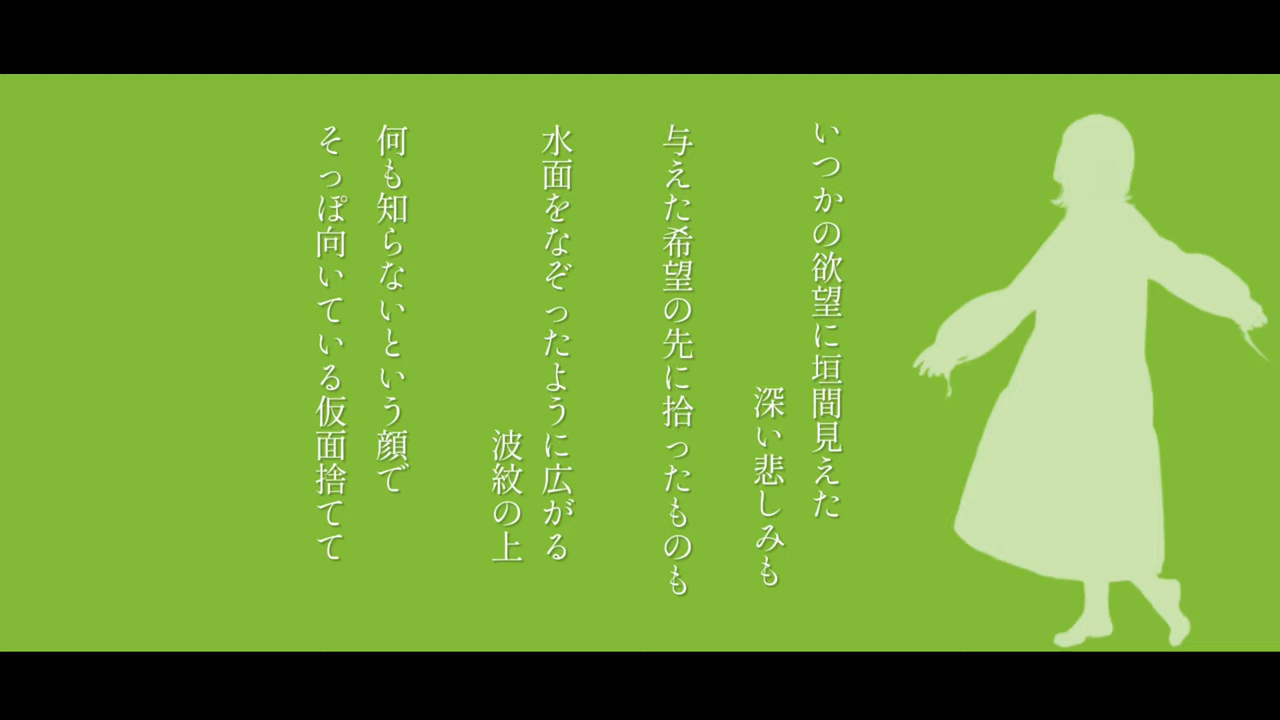 いつかの欲望に垣間見えた
深い悲しみも
与えた希望の先に拾ったものも
水面をなぞったように広がる
波紋の上
何も知らないという顔で
そっぽ向いている仮面捨てて